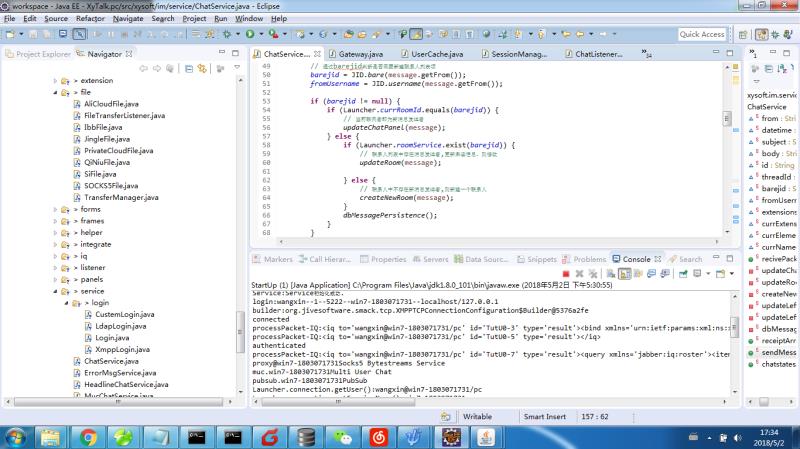 workspace - Java EE - XyTalk.pc/src/xysoft/im/service/ChatService.java - Eclipse
File Edit Source Refactor Navigate Search Project Run Window Help
Quick Access
Project Explorer Navigator
> extension
> file
AliCloudFile.java
FileTransferListener.java
IbbFile.java
JingleFile.java
PrivateCloudFile.java
QiNiuFile.java
SiFile.java
SOCKS5File.java
TransferManager.java
> forms
> frames
> helper
> integrate
> iq
> listener
> panels
> service
> login
CustemLogin.java
LdapLogin.java
Login.java
XmppLogin.java
ChatService.java
ErrorMsgService.java
HeadlineChatService.java
MucChatService.java
ChatService.... Gateway.java UserCache.java SessionManag... ChatListener... 34
49
50 barejid = JID.bare(message.getFrom());
51 fromUsername = JID.username(message.getFrom());
52
53 if (barejid != null) {
54 if (Launcher.currRoomId.equals(barejid)) {
55
56 updateChatPanel(message);
57 } else {
58 if (Launcher.roomService.exist(barejid)) {
59
60 updateRoom(message);
61
62 } else {
63
64 createNewRoom(message);
65 }
66 dbMessagePersistence();
67 }
68 }
Markers Call Hierar... Properties Servers Data Sourc... Snippets Problems Console Search
StartUp (1) [Java Application] C:\Program Files\Java\jdk1.8.0_101\bin\javaw.exe (2018年5月2日 下午5:30:55)
login:wangxin--1--5222--win7-1803071731--localhost/127.0.0.1
builder:org.jivesoftware.smack.tcp.XMPPTCPConnectionConfiguration$Builder@5376a2fe
connected
processPacket-IQ:<iq to='wangxin@win7-1803071731/pc' id='TutU0-3' type='result'><bind xmlns='urn:ietf:params:xml:ns:x
processPacket-IQ:<iq to='wangxin@win7-1803071731/pc' id='TutU0-5' type='result'></iq>
authenticated
processPacket-IQ:<iq to='wangxin@win7-1803071731/pc' id='TutU0-7' type='result'><query xmlns='jabber:iq:roster'><item
proxy@win7-1803071731Socks5 Bytestreams Service
muc.win7-1803071731Multi User Chat
pubsub.win7-1803071731PubSub
Launcher.connection.getUser():wangxin@win7-1803071731/pc
1
xysoft.im.servic
ChatService
from : Strin
datetime :
subject : S
body : Strin
id : String
threadId :
barejid : St
fromUsern
extensions
currExtens
currEleme
currName
recivePack
updateCha
updateRoo
createNew
updateLef
updateLef
dbMessag
receiptArr
sendMess
chatstates
Writable Smart Insert 157 : 62
17:34
2018/5/2